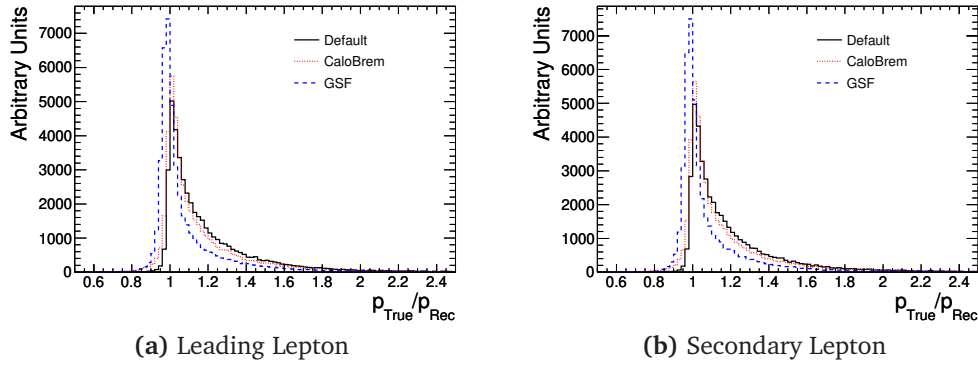 Arbitrary Units
7000
6000
5000
4000
3000
2000
1000
0
Default
CaloBrem
GSF
0.6 0.8 1 1.2 1.4 1.6 1.8 2 2.2 2.4
pTrue/pRec
(a) Leading Lepton
Arbitrary Units
7000
6000
5000
4000
3000
2000
1000
0
Default
CaloBrem
GSF
0.6 0.8 1 1.2 1.4 1.6 1.8 2 2.2 2.4
pTrue/pRec
(b) Secondary Lepton